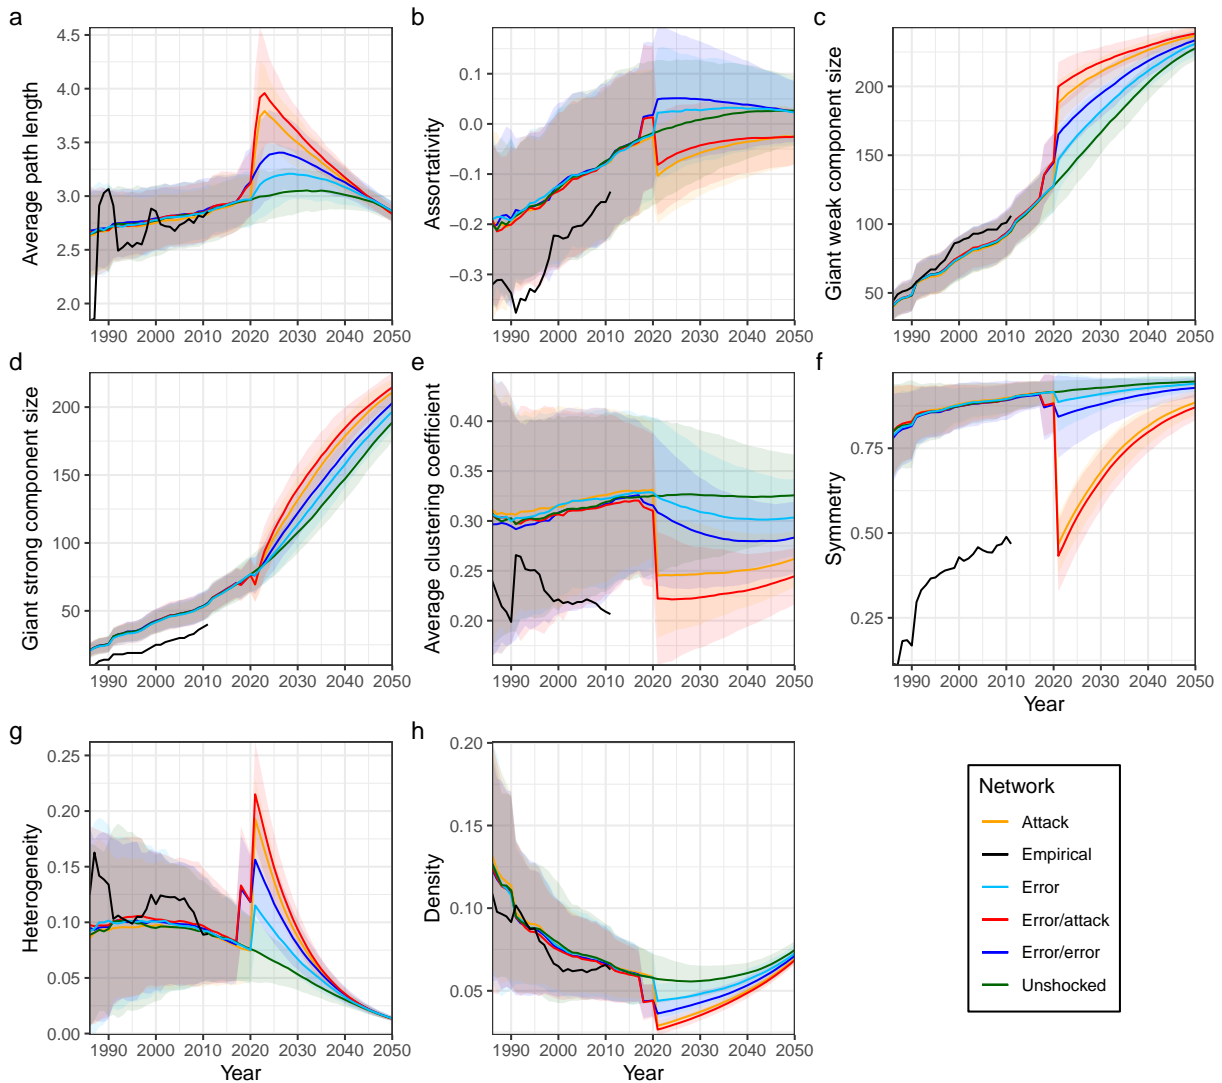 a
Average path length
4.5
4.0
3.5
3.0
2.5
2.0
1990 2000 2010 2020 2030 2040 2050
b
Assortativity
0.1
0.0
−0.1
−0.2
−0.3
1990 2000 2010 2020 2030 2040 2050
c
Giant weak component size
200
150
100
50
1990 2000 2010 2020 2030 2040 2050
d
Giant strong component size
200
150
100
50
1990 2000 2010 2020 2030 2040 2050
e
Average clustering coefficient
0.40
0.35
0.30
0.25
0.20
1990 2000 2010 2020 2030 2040 2050
f
Symmetry
0.75
0.50
0.25
1990 2000 2010 2020 2030 2040 2050
Year
g
Heterogeneity
0.25
0.20
0.15
0.10
0.05
0.00
1990 2000 2010 2020 2030 2040 2050
Year
h
Density
0.20
0.15
0.10
0.05
1990 2000 2010 2020 2030 2040 2050
Year
Network
Attack
Empirical
Error
Error/attack
Error/error
Unshocked